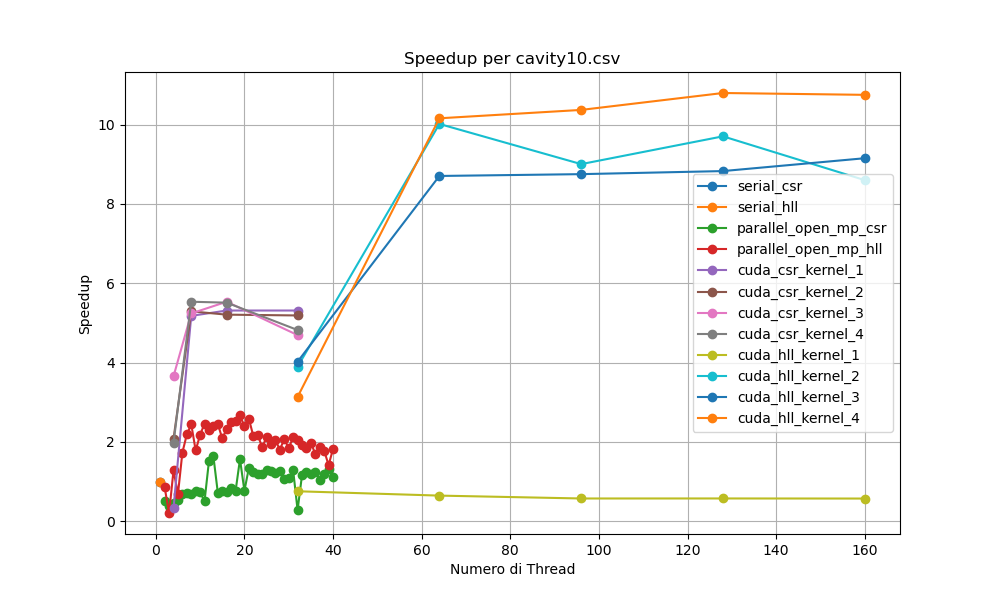 Speedup per cavity10.csv
Speedup
10
8
6
4
2
0
serial_csr
serial_hll
parallel_open_mp_csr
parallel_open_mp_hll
cuda_csr_kernel_1
cuda_csr_kernel_2
cuda_csr_kernel_3
cuda_csr_kernel_4
cuda_hll_kernel_1
cuda_hll_kernel_2
cuda_hll_kernel_3
cuda_hll_kernel_4
0 20 40 60 80 100 120 140 160
Numero di Thread